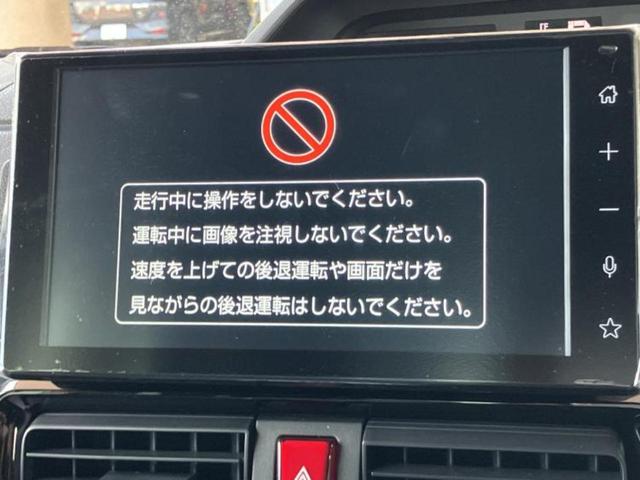 走行中に操作をしないでください。
運転中に画像を注視しないでください。
速度を上げての後退運転や画面だけを
見ながらの後退運転はしないでください。